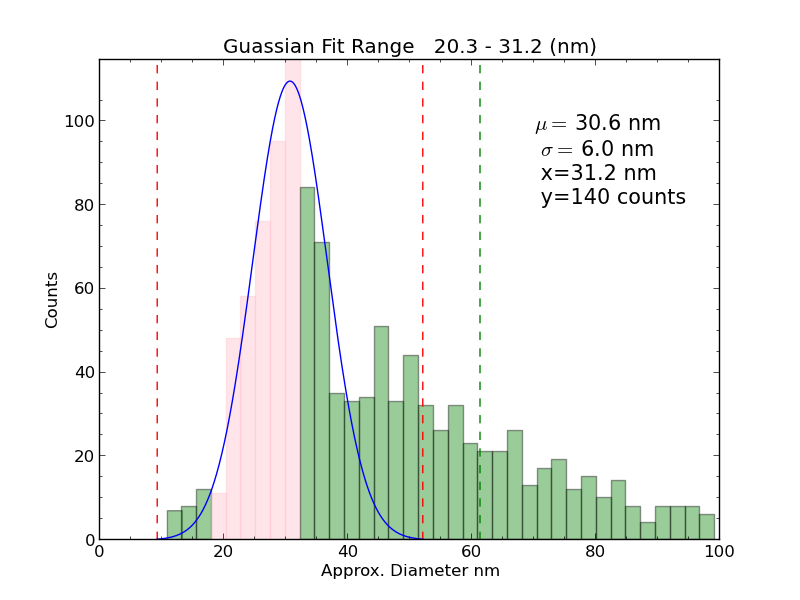 Guassian Fit Range 20.3 - 31.2 (nm)
μ = 30.6 nm
σ = 6.0 nm
x=31.2 nm
y=140 counts
Counts
100
80
60
40
20
0
0 20 40 60 80 100
Approx. Diameter nm